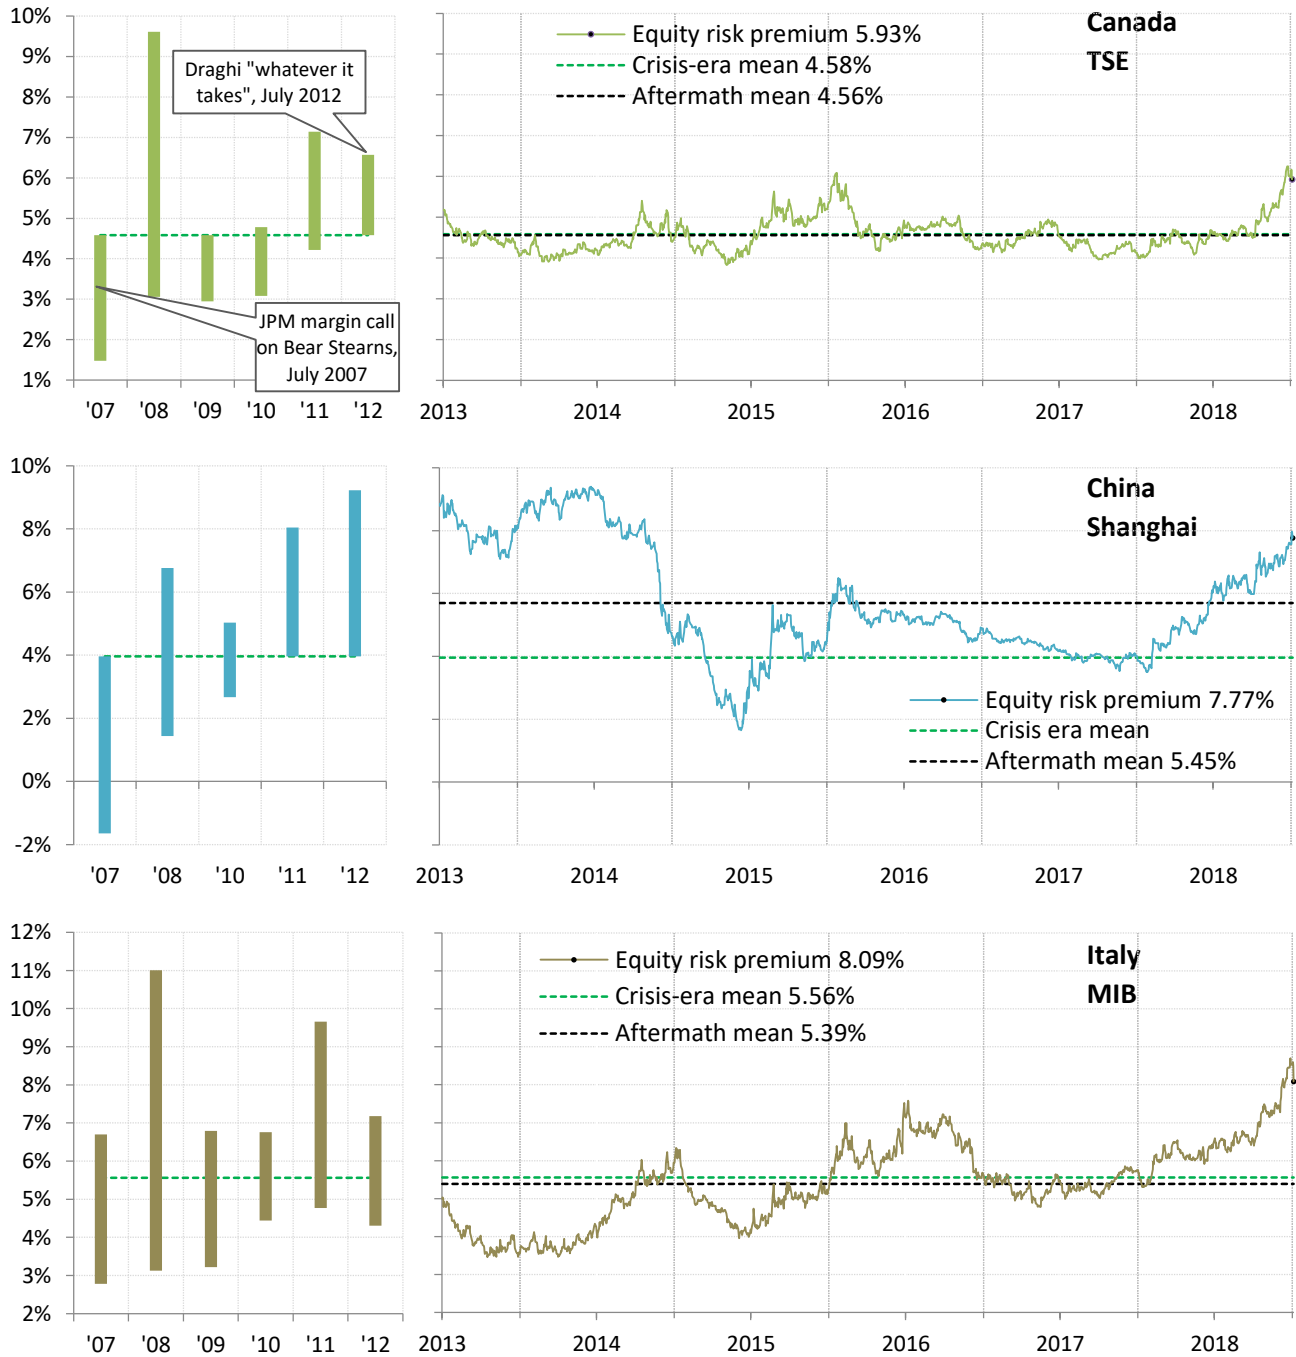 10%
9%
8%
7%
6%
5%
4%
3%
2%
1%
Draghi "whatever it
takes", July 2012
JPM margin call
on Bear Stearns,
July 2007
'07 '08 '09 '10 '11 '12
Equity risk premium 5.93%
Crisis-era mean 4.58%
Aftermath mean 4.56%
Canada
TSE
2013 2014 2015 2016 2017 2018
10%
8%
6%
4%
2%
0%
-2%
'07 '08 '10 '11 '12
China
Shanghai
Equity risk premium 7.77%
Crisis era mean
Aftermath mean 5.45%
2013 2014 2015 2016 2017 2018
12%
11%
10%
9%
8%
7%
6%
5%
4%
3%
2%
'07 '08 '09 '10 '11 '12
Equity risk premium 8.09%
Crisis-era mean 5.56%
Aftermath mean 5.39%
Italy
MIB
2013 2014 2015 2016 2017 2018